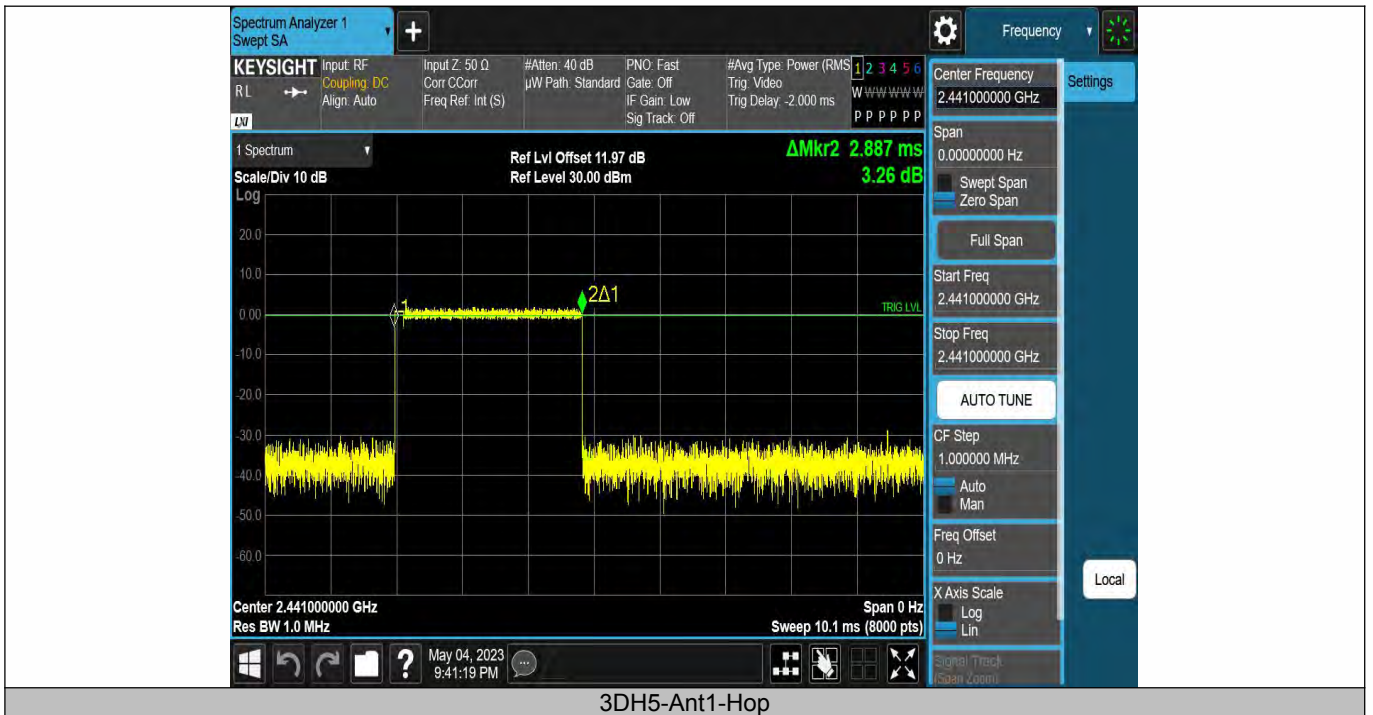 Spectrum Analyzer 1
Swept SA
+
Frequency
KEYSIGHT
RL
LXI
Input: RF
Coupling: DC
Align: Auto
Input Z: 50 Ω
Corr CCorr
Freq Ref: Int (S)
#Atten: 40 dB
µW Path: Standard
PNO: Fast
Gate: Off
IF Gain: Low
Sig Track: Off
#Avg Type: Power (RMS
Trig: Video
Trig Delay: -2.000 ms
1 2 3 4 5 6
W W W W W W
P P P P P P
Center Frequency
2.441000000 GHz
Settings
1 Spectrum
Scale/Div 10 dB
Log
Ref Lvl Offset 11.97 dB
Ref Level 30.00 dBm
ΔMkr2 2.887 ms
3.26 dB
20.0
10.0
0.00
-10.0
-20.0
-30.0
-40.0
-50.0
-60.0
1
2Δ1
TRIG LVL
Center 2.441000000 GHz
Res BW 1.0 MHz
Span 0 Hz
Sweep 10.1 ms (8000 pts)
Span
0.00000000 Hz
Swept Span
Zero Span
Full Span
Start Freq
2.441000000 GHz
Stop Freq
2.441000000 GHz
AUTO TUNE
CF Step
1.000000 MHz
Auto
Man
Freq Offset
0 Hz
X Axis Scale
Log
Lin
Signal Track
(Span Zoom)
Local
?
May 04, 2023
9:41:19 PM
3DH5-Ant1-Hop